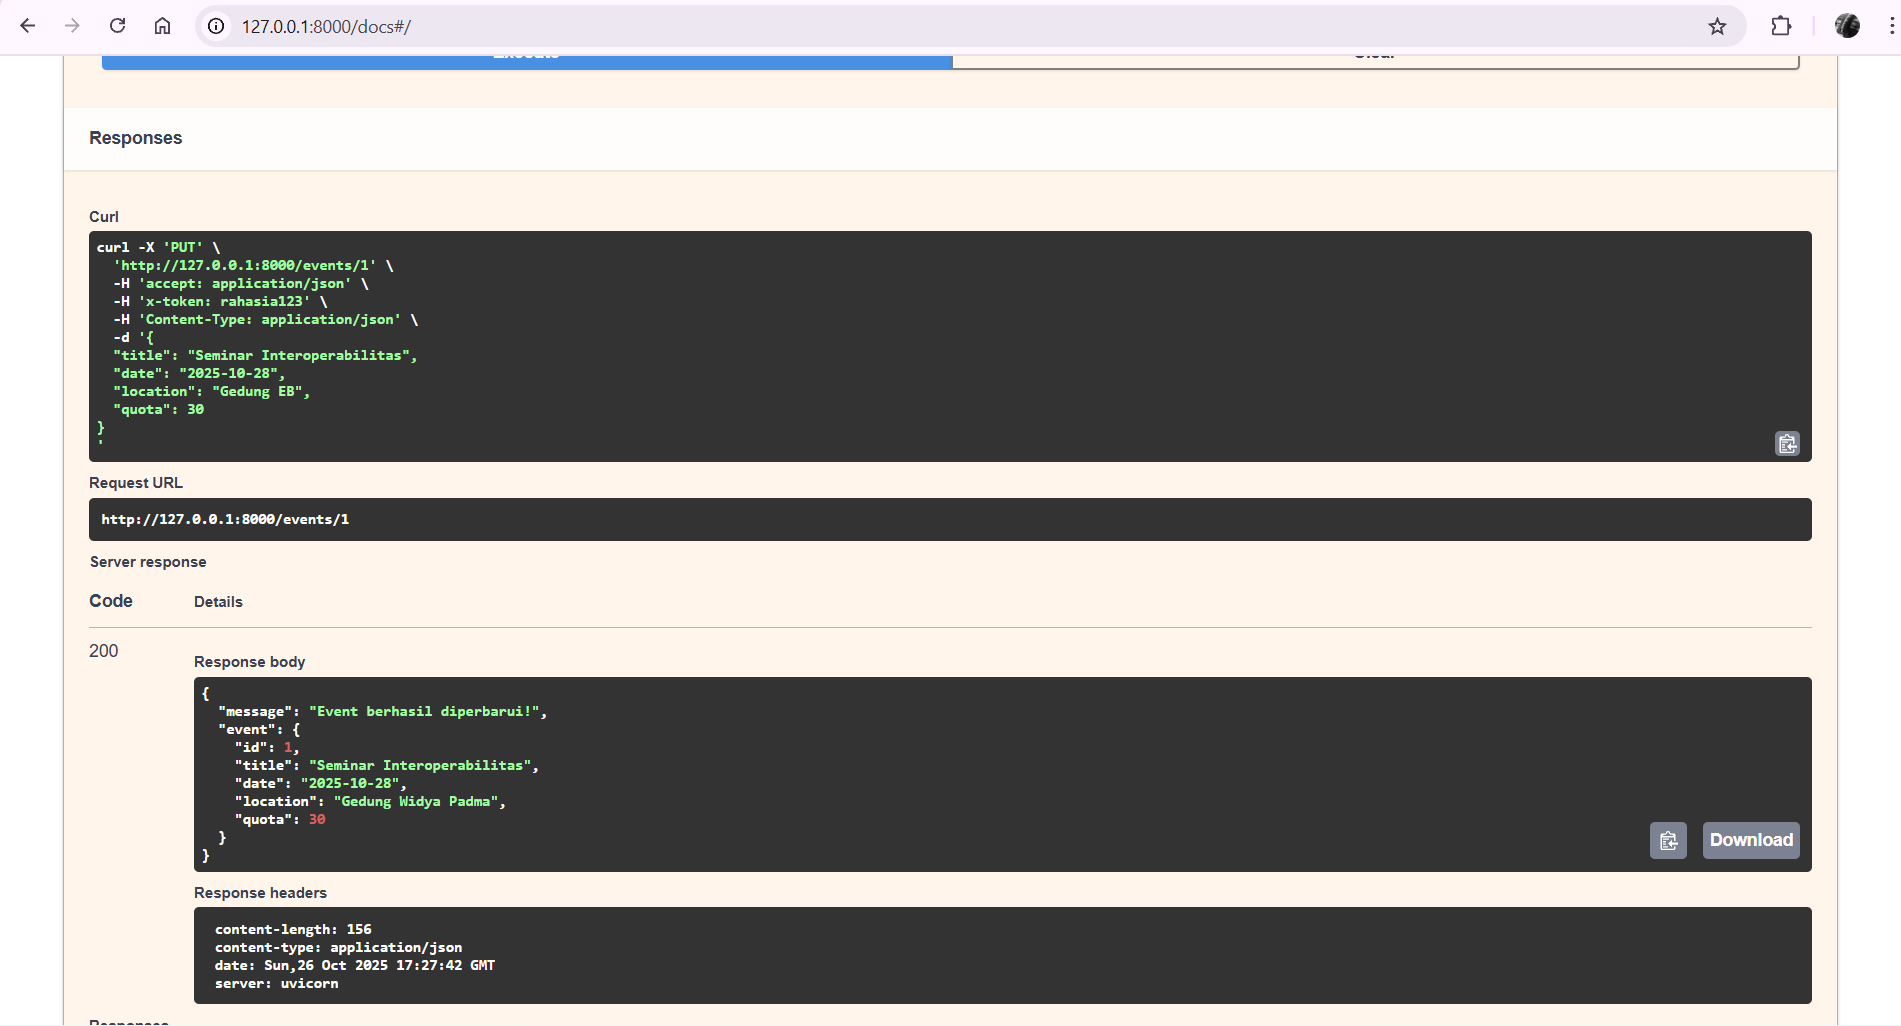 127.0.0.1:8000/docs#/
Execute
Clear
Responses
Curl
curl -X 'PUT' \
'http://127.0.0.1:8000/events/1' \
-H 'accept: application/json' \
-H 'x-token: rahasia123' \
-H 'Content-Type: application/json' \
-d '{
"title": "Seminar Interoperabilitas",
"date": "2025-10-28",
"location": "Gedung EB",
"quota": 30
}
'
Request URL
http://127.0.0.1:8000/events/1
Server response
Code
Details
200
Response body
{
"message": "Event berhasil diperbarui!",
"event": {
"id": 1,
"title": "Seminar Interoperabilitas",
"date": "2025-10-28",
"location": "Gedung Widya Padma",
"quota": 30
}
}
Download
Response headers
content-length: 156
content-type: application/json
date: Sun,26 Oct 2025 17:27:42 GMT
server: uvicorn
Responses